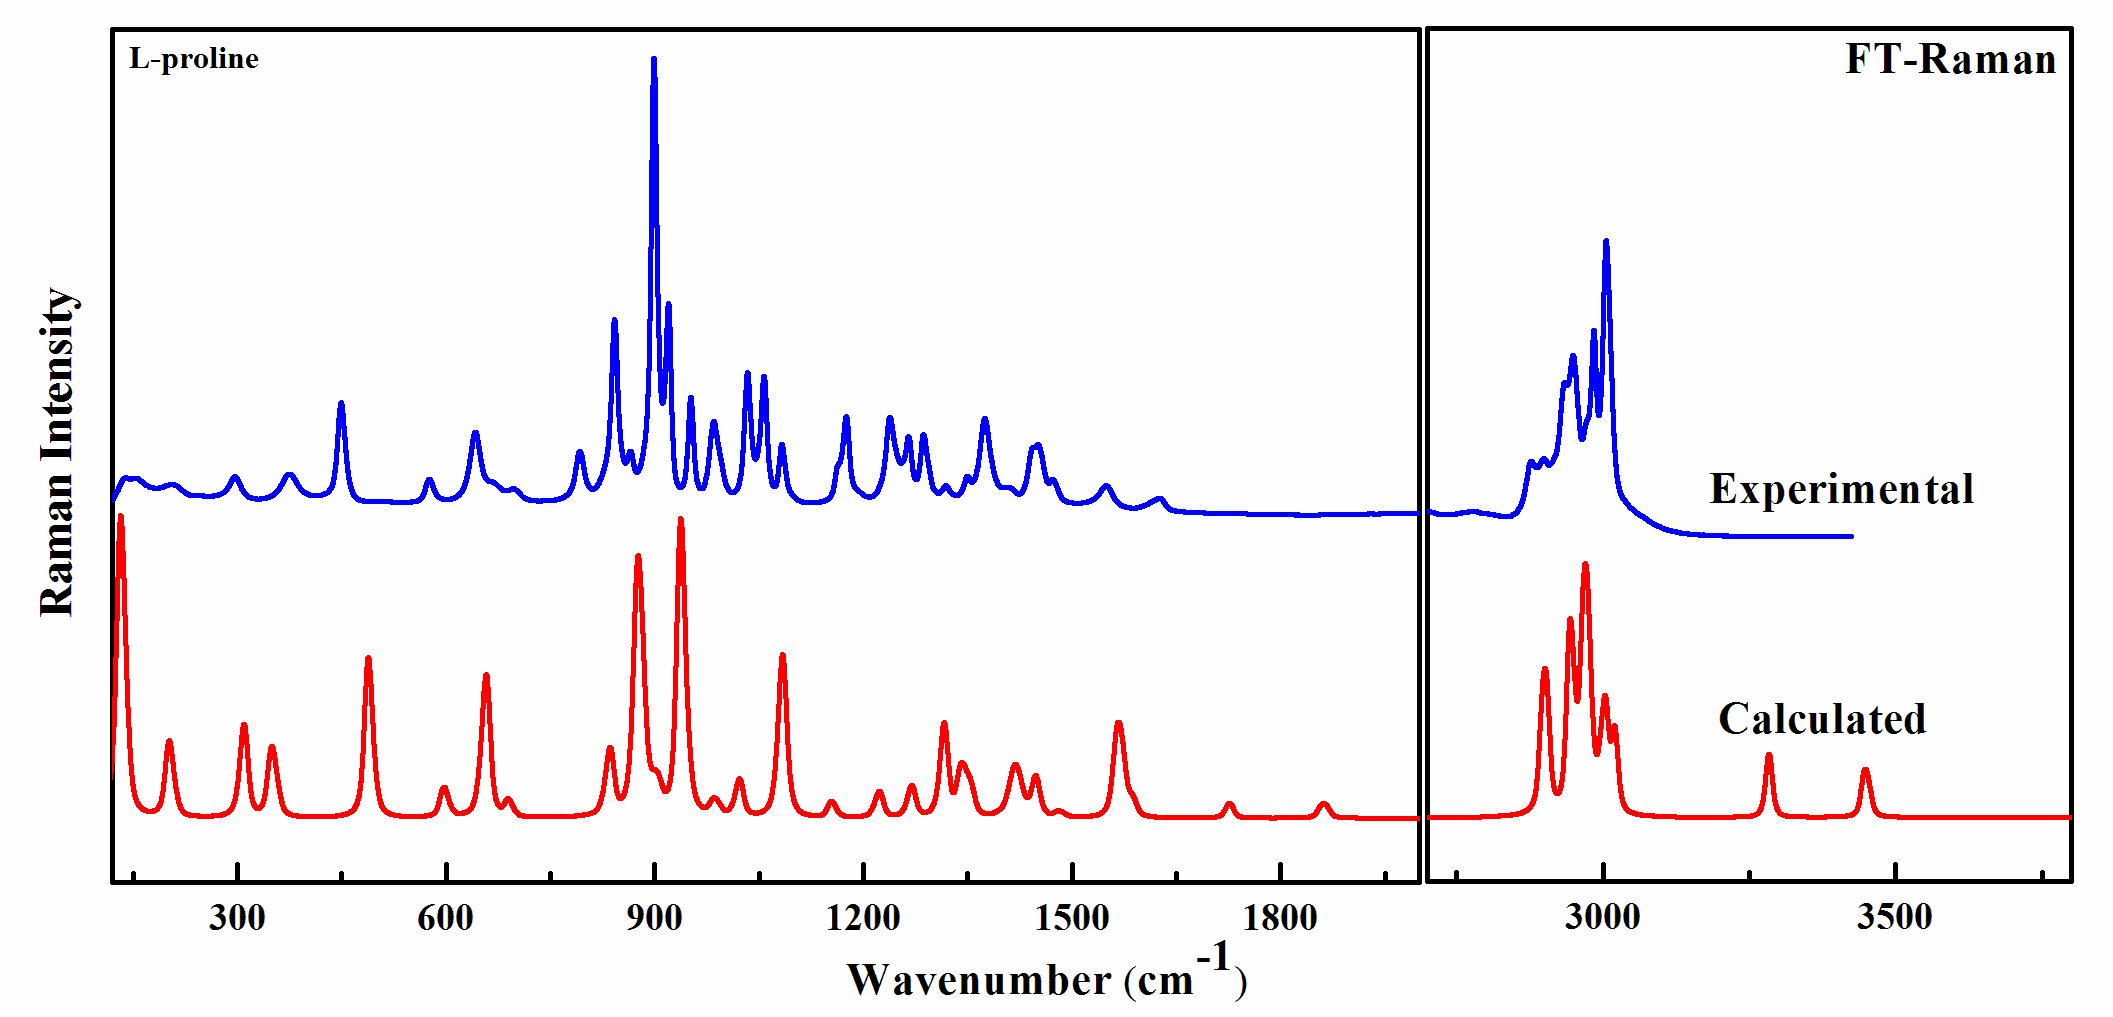 L-proline
FT-Raman
Raman Intensity
Experimental
Calculated
300 600 900 1200 1500 1800 3000 3500
Wavenumber (cm-1)